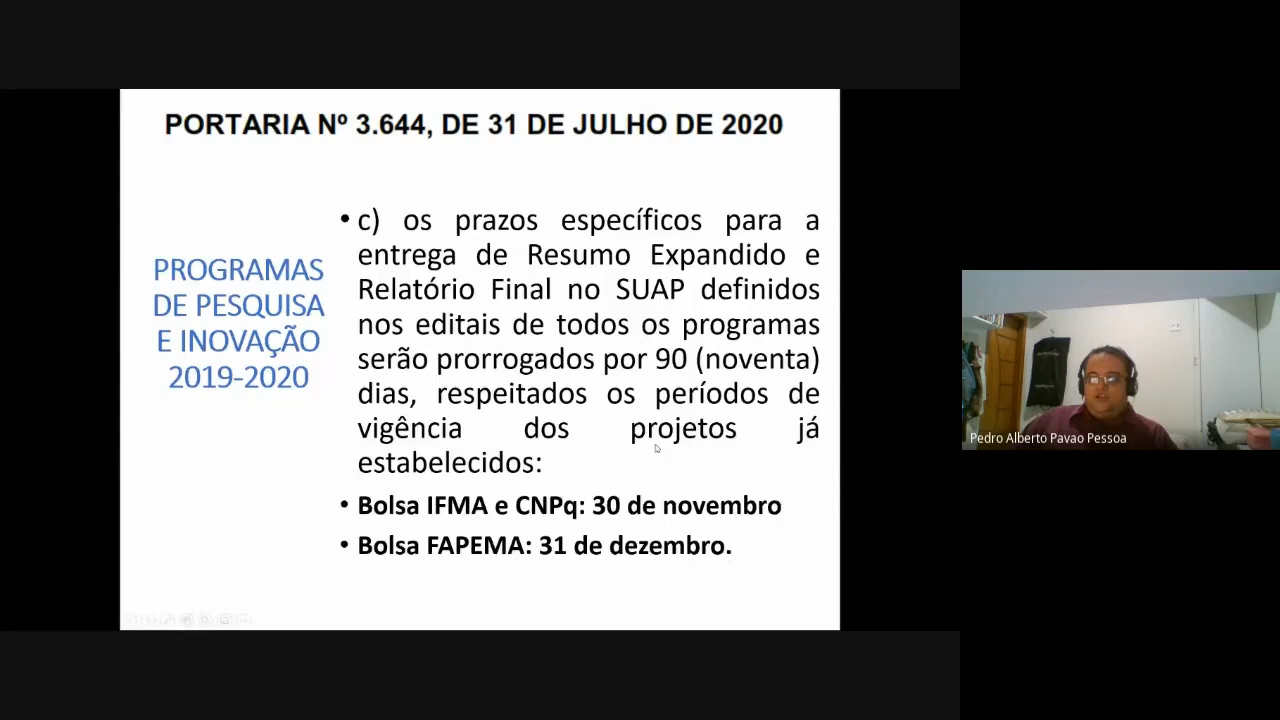 PORTARIA Nº 3.644, DE 31 DE JULHO DE 2020
PROGRAMAS
DE PESQUISA
E INOVAÇÃO
2019-2020
• c) os prazos específicos para a
entrega de Resumo Expandido e
Relatório Final no SUAP definidos
nos editais de todos os programas
serão prorrogados por 90 (noventa)
dias, respeitados os períodos de
vigência dos projetos já
estabelecidos:
• Bolsa IFMA e CNPq: 30 de novembro
• Bolsa FAPEMA: 31 de dezembro.
Pedro Alberto Pavao Pessoa